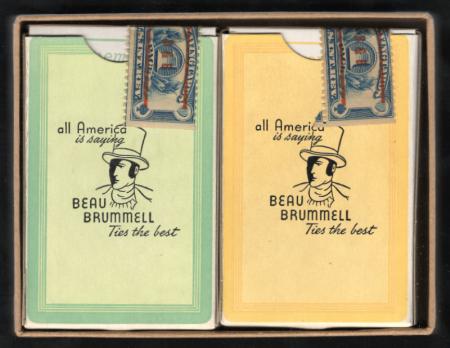 all America
is saying
BEAU
BRUMMELL
Ties the best
all America
is saying
BEAU
BRUMMELL
Ties the best